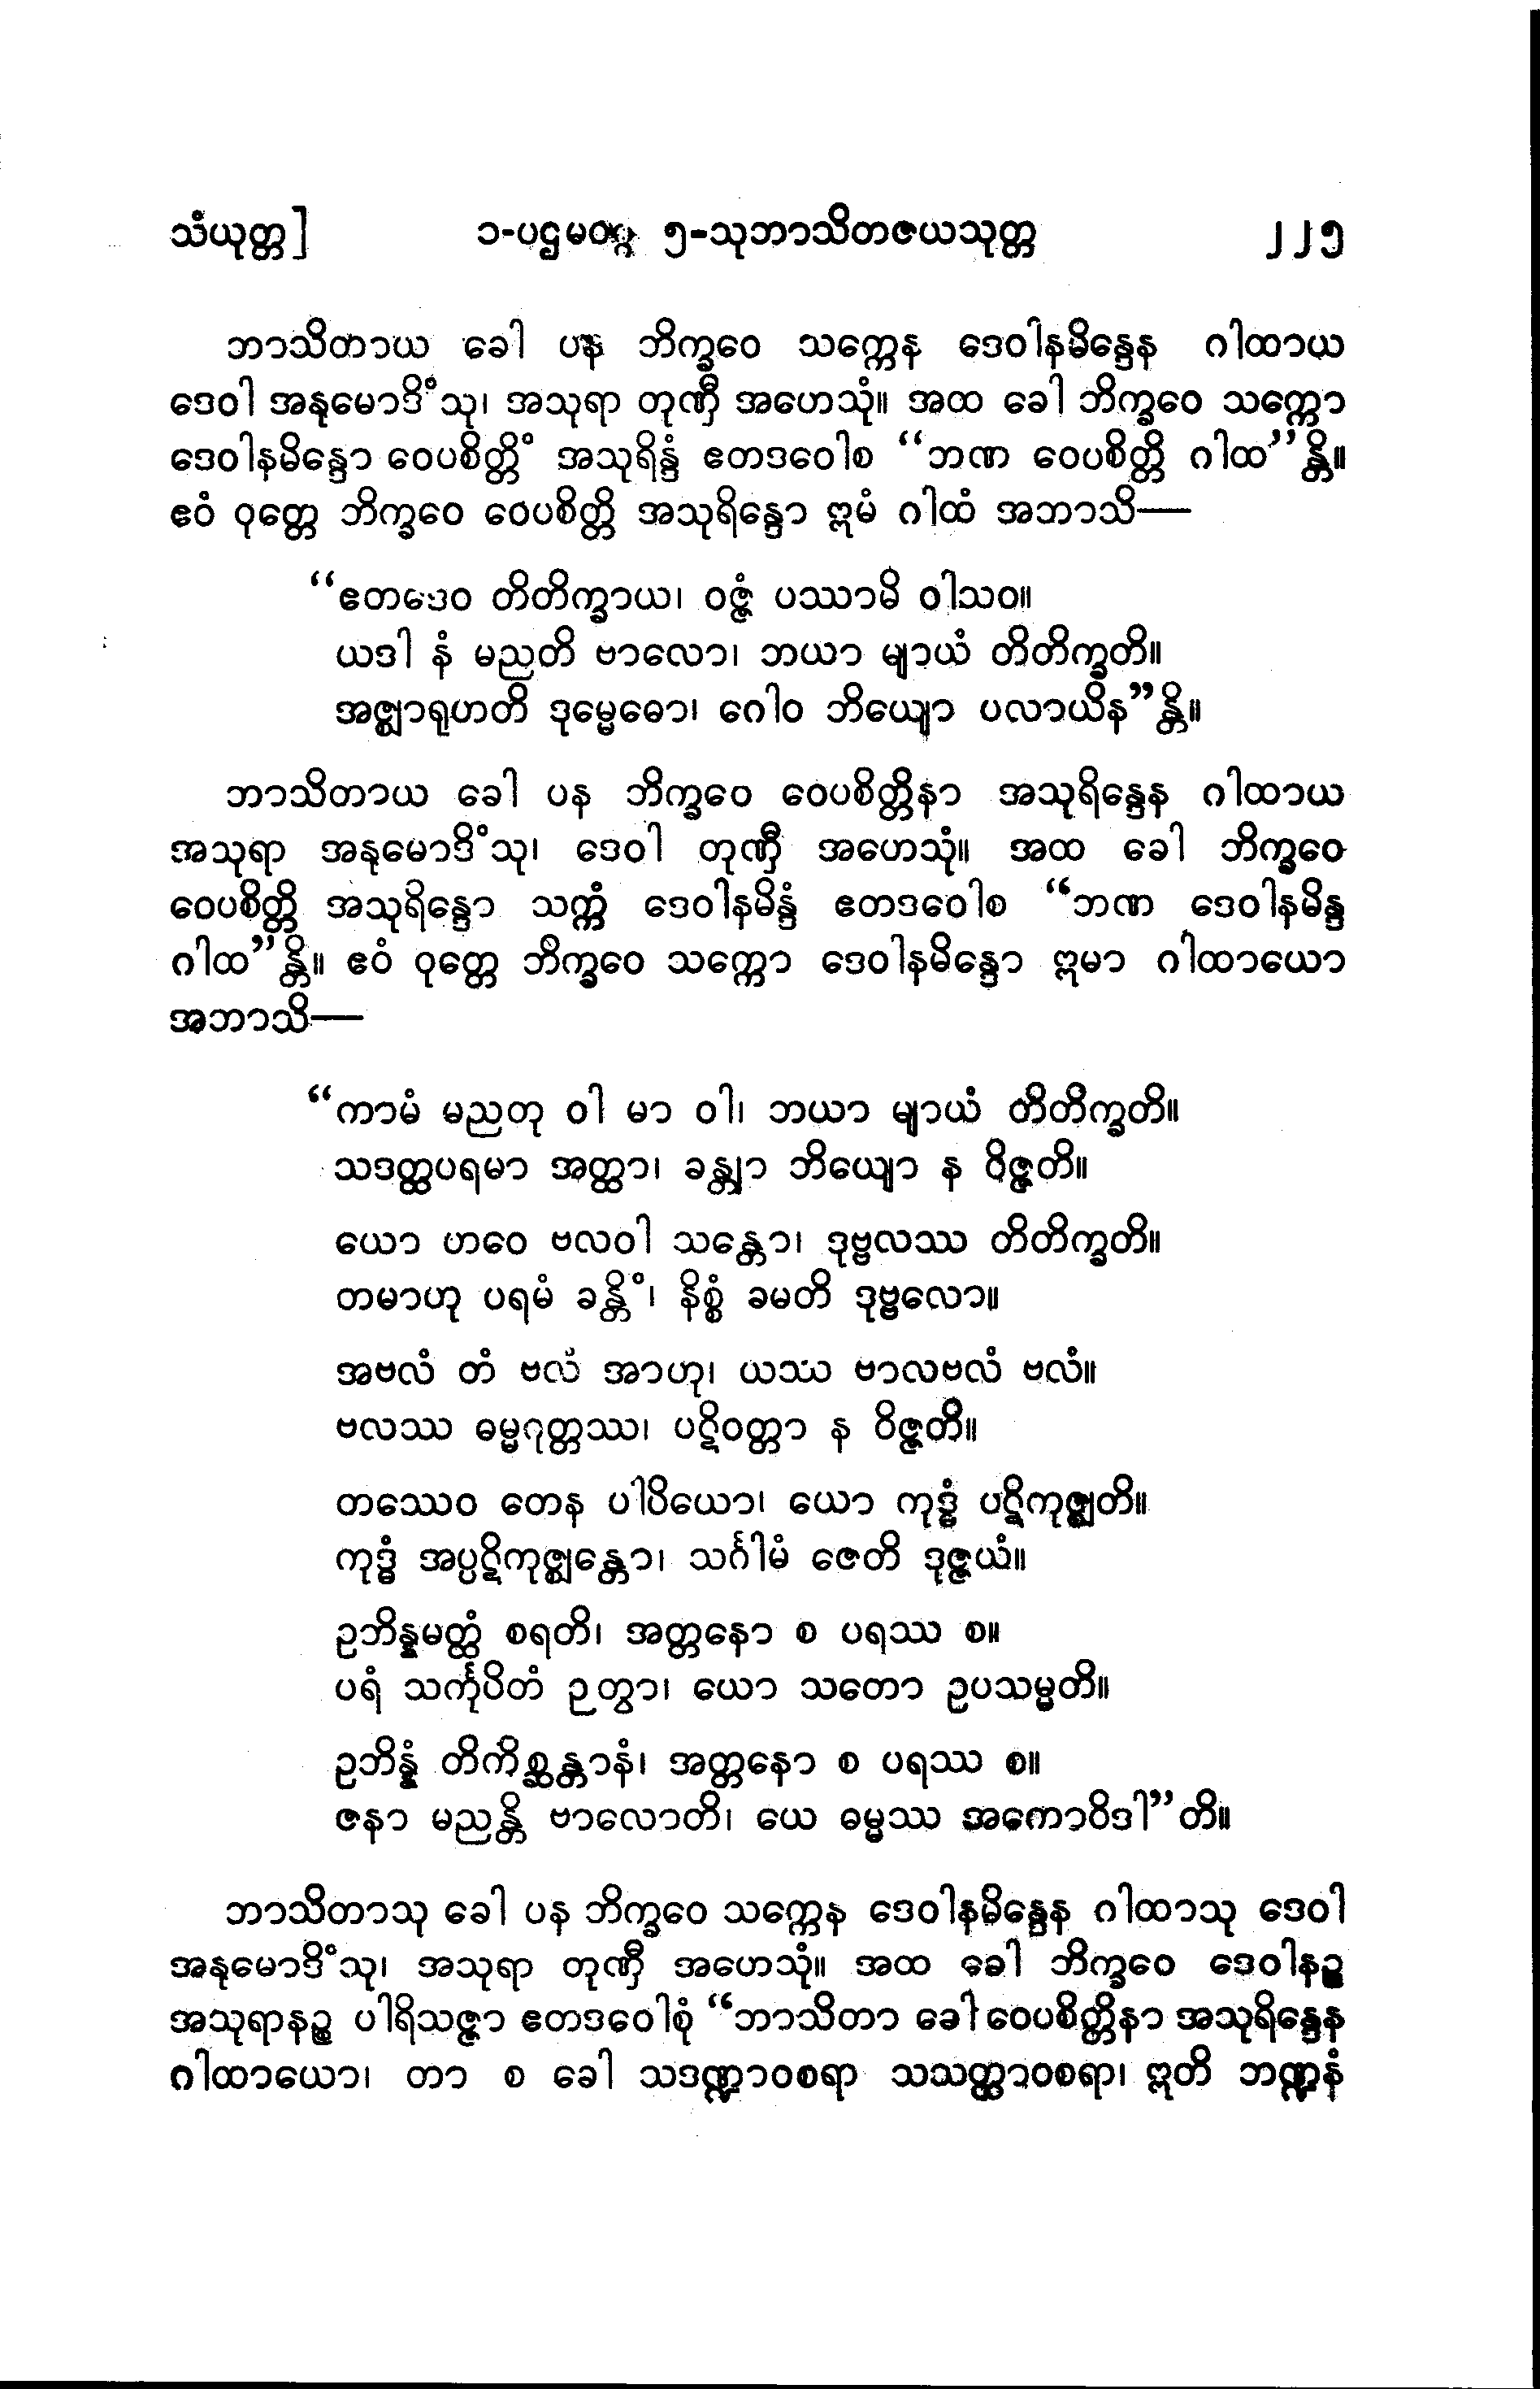 သံယုတ္တ] ၁-ပဌမဝဂ္ဂ ၅-သုဘာသိတဇယသုတ္တ ၂၂၅
ဘာသိတာယ ခေါ ပန ဘိက္ခဝေ သက္ကေန ဒေဝါနမိန္ဒေန ဂါထာယ
ဒေဝါ အနုမောဒိံသု၊ အသုရာ တုဏှီ အဟေသုံ။ အထ ခေါ ဘိက္ခဝေ သက္ကော
ဒေဝါနမိန္ဒော ဝေပစိတ္တိံ အသုရိန္ဒံ ဧတဒဝေါစ “ဘဏ ဝေပစိတ္တိ ဂါထ”န္တိ။
ဧဝံ ဝုတ္တေ ဘိက္ခဝေ ဝေပစိတ္တိ အသုရိန္ဒော ဣမံ ဂါထံ အဘာသိ—
“ဧတဒေဝ တိတိက္ခာယ၊ ဝဇ္ဇံ ပဿာမိ ဝါသဝ။
ယဒါ နံ မညတိ ဗာလော၊ ဘယာ မျာယံ တိတိက္ခတိ။
အဇ္ဈာရုဟတိ ဒုမ္မေဓော၊ ဂေါဝ ဘိယျော ပလာယိန”န္တိ။
ဘာသိတာယ ခေါ ပန ဘိက္ခဝေ ဝေပစိတ္တိနာ အသုရိန္ဒေန ဂါထာယ
အသုရာ အနုမောဒိံသု၊ ဒေဝါ တုဏှီ အဟေသုံ။ အထ ခေါ ဘိက္ခဝေ
ဝေပစိတ္တိ အသုရိန္ဒော သက္ကံ ဒေဝါနမိန္ဒံ ဧတဒဝေါစ “ဘဏ ဒေဝါနမိန္ဒ
ဂါထ”န္တိ။ ဧဝံ ဝုတ္တေ ဘိက္ခဝေ သက္ကော ဒေဝါနမိန္ဒော ဣမာ ဂါထာယော
အဘာသိ—
“ကာမံ မညတု ဝါ မာ ဝါ၊ ဘယာ မျာယံ တိတိက္ခတိ။
သဒတ္ထပရမာ အတ္ထာ၊ ခန္တျာ ဘိယျော န ဝိဇ္ဇတိ။
ယော ဟဝေ ဗလဝါ သန္တော၊ ဒုဗ္ဗလဿ တိတိက္ခတိ။
တမာဟု ပရမံ ခန္တိံ၊ နိစ္စံ ခမတိ ဒုဗ္ဗလော။
အဗလံ တံ ဗလံ အာဟု၊ ယဿ ဗာလဗလံ ဗလံ။
ဗလဿ ဓမ္မဂုတ္တဿ၊ ပဋိဝတ္တာ န ဝိဇ္ဇတိ။
တဿေဝ တေန ပါပိယော၊ ယော ကုဒ္ဓံ ပဋိကုဇ္ဈတိ။
ကုဒ္ဓံ အပ္ပဋိကုဇ္ဈန္တော၊ သင်္ဂါမံ ဇေတိ ဒုဇ္ဇယံ။
ဥဘိန္နမတ္ထံ စရတိ၊ အတ္တနော စ ပရဿ စ။
ပရံ သင်္ကုပိတံ ဉတွာ၊ ယော သတော ဥပသမ္မတိ။
ဥဘိန္နံ တိကိစ္ဆန္တာနံ၊ အတ္တနော စ ပရဿ စ။
ဇနာ မညန္တိ ဗာလောတိ၊ ယေ ဓမ္မဿ အကောဝိဒါ”တိ။
ဘာသိတာသု ခေါ ပန ဘိက္ခဝေ သက္ကေန ဒေဝါနမိန္ဒေန ဂါထာသု ဒေဝါ
အနုမောဒိံသု၊ အသုရာ တုဏှီ အဟေသုံ။ အထ ခေါ ဘိက္ခဝေ ဒေဝါနဉ္စ
အသုရာနဉ္စ ပါရိသဇ္ဇာ ဧတဒဝေါစုံ “ဘာသိတာ ခေါ ဝေပစိတ္တိနာ အသုရိန္ဒေန
ဂါထာယော၊ တာ စ ခေါ သဒဏ္ဍာဝစရာ သသတ္ထာဝစရာ၊ ဣတိ ဘဏ္ဍနံ